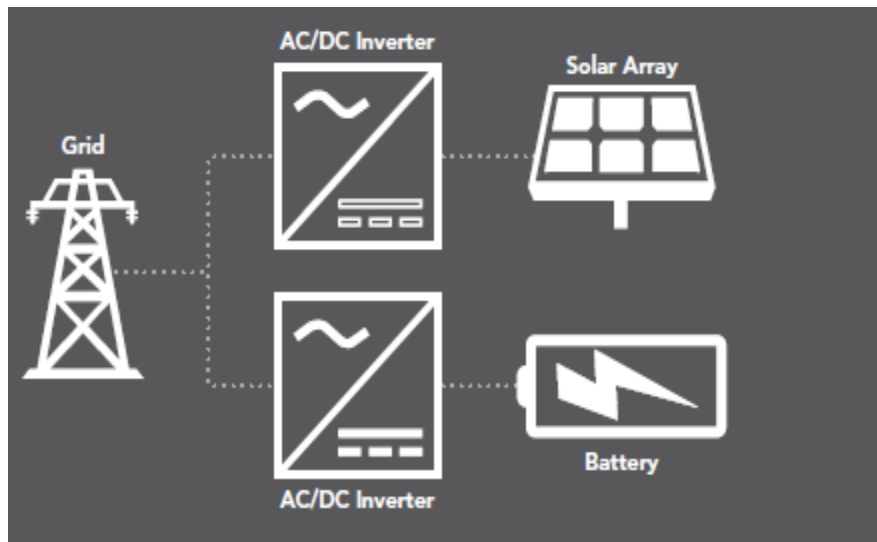 AC/DC Inverter
Solar Array
Grid
Battery
AC/DC Inverter